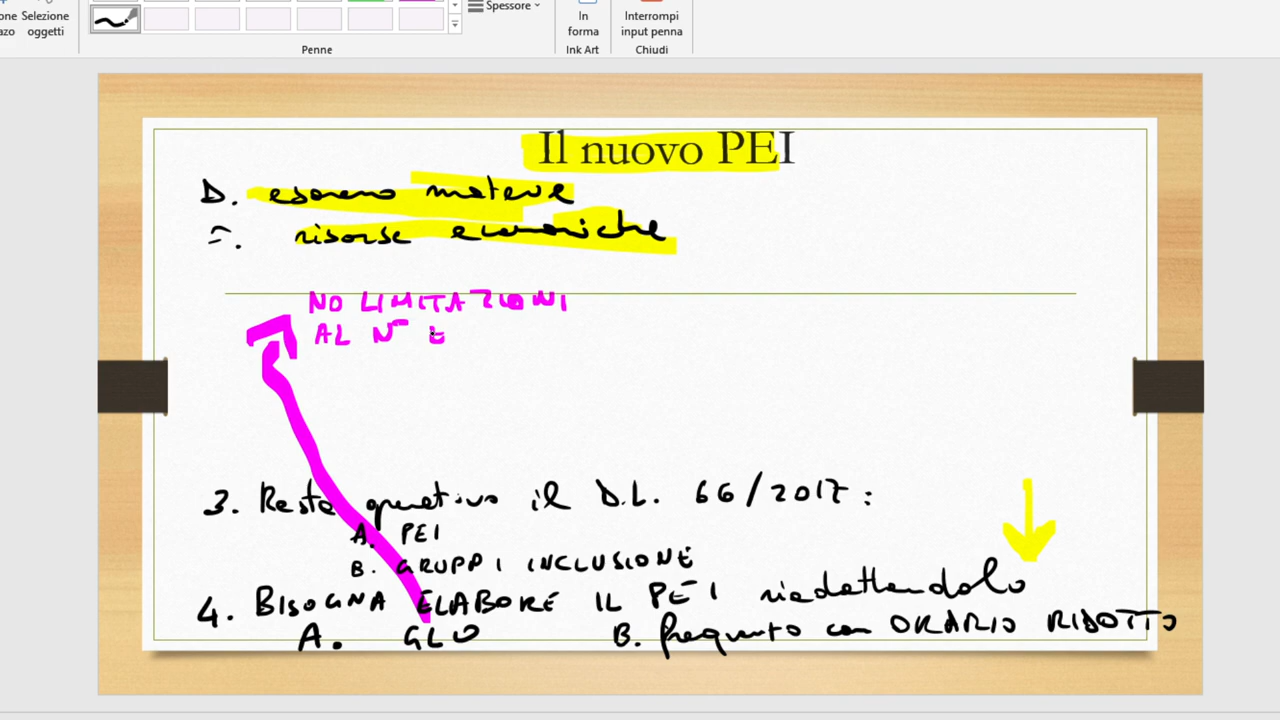 one Selezione
azo oggetti
Penne
Spessore
In
forma
Ink Art
Interrompi
input penna
Chiudi
Il nuovo PEI
D. esonero materie
risorse economiche
NO LIMITAZIONI
AL N° E
3. Resta operativo il D.L. 66/2017:
A. PEI
B. GRUPPI INCLUSIONE
4. BISOGNA ELABORE IL PEI riadattandolo
A. GLO B. frequento con ORARIO RIDOTTO